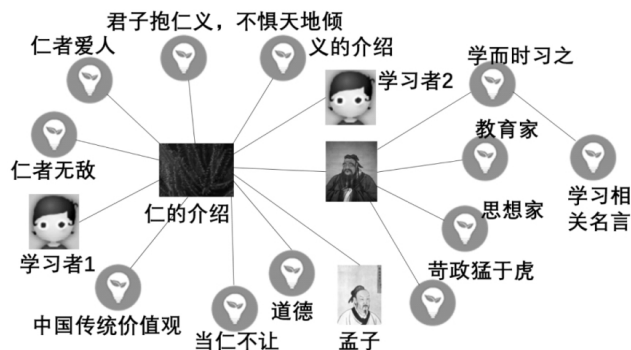 君子抱仁义，不惧天地倾
仁者爱人
义的介绍
学而时习之
学习者2
教育家
仁者无敌
学习相
关名言
仁的介绍
思想家
学习者1
苛政猛于虎
道德
中国传统价值观
当仁不让
孟子